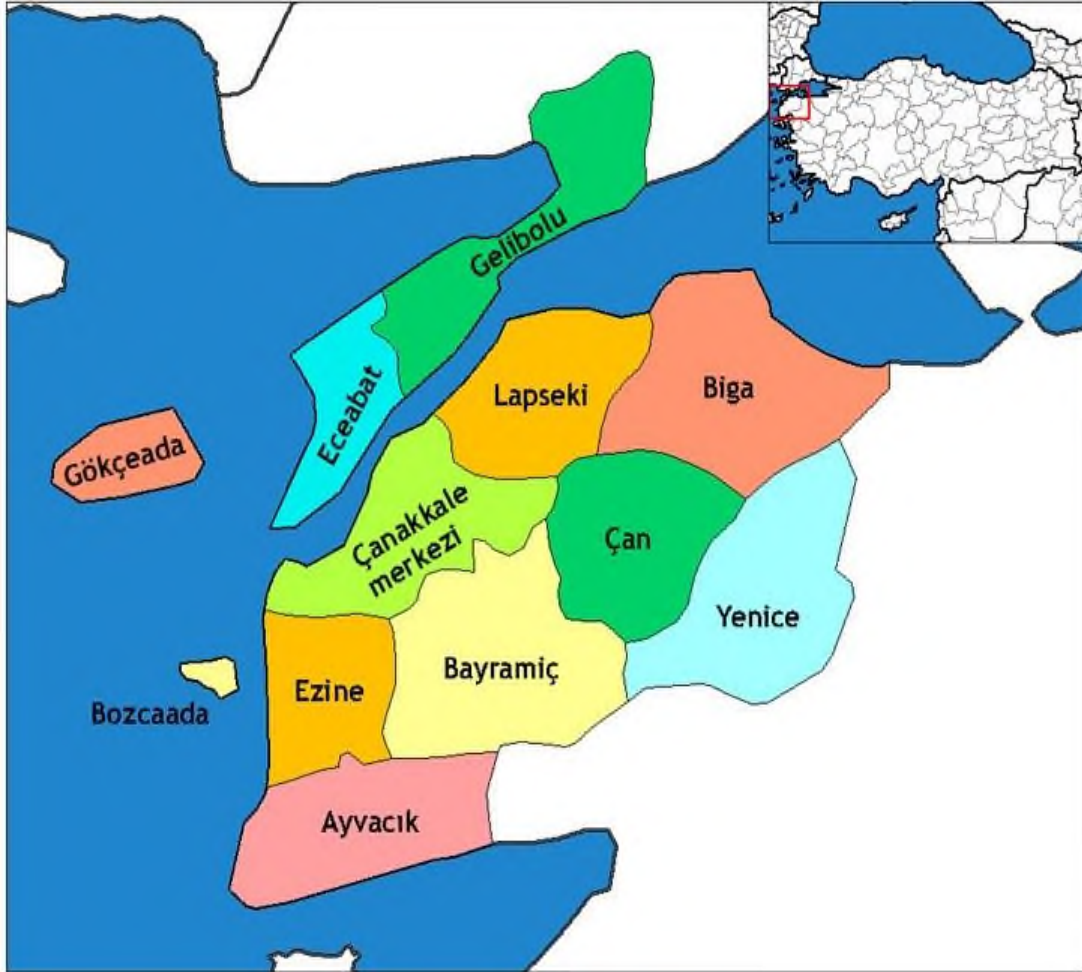 Gelibolu
Eceabat
Lapseki
Biga
Gökçeada
Çanakkale
merkezi
Çan
Yenice
Bayramiç
Ezine
Bozcaada
Ayvacık